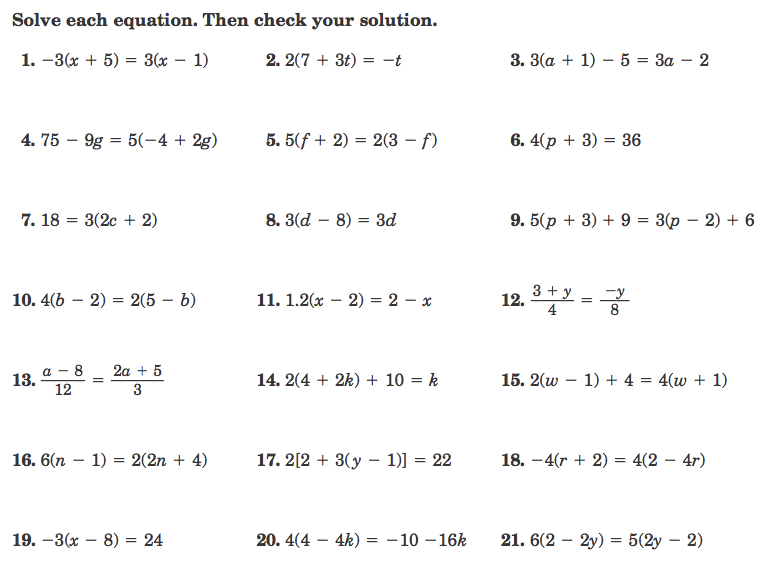 Solve each equation. Then check your solution.
1. −3(x + 5) = 3(x − 1) 2. 2(7 + 3t) = −t 3. 3(a + 1) − 5 = 3a − 2
4. 75 − 9g = 5(−4 + 2g) 5. 5(f + 2) = 2(3 − f) 6. 4(p + 3) = 36
7. 18 = 3(2c + 2) 8. 3(d − 8) = 3d 9. 5(p + 3) + 9 = 3(p − 2) + 6
10. 4(b − 2) = 2(5 − b) 11. 1.2(x − 2) = 2 − x 12. (3 + y)/4 = −y/8
13. (a − 8)/12 = (2a + 5)/3 14. 2(4 + 2k) + 10 = k 15. 2(w − 1) + 4 = 4(w + 1)
16. 6(n − 1) = 2(2n + 4) 17. 2[2 + 3(y − 1)] = 22 18. −4(r + 2) = 4(2 − 4r)
19. −3(x − 8) = 24 20. 4(4 − 4k) = −10 −16k 21. 6(2 − 2y) = 5(2y − 2)